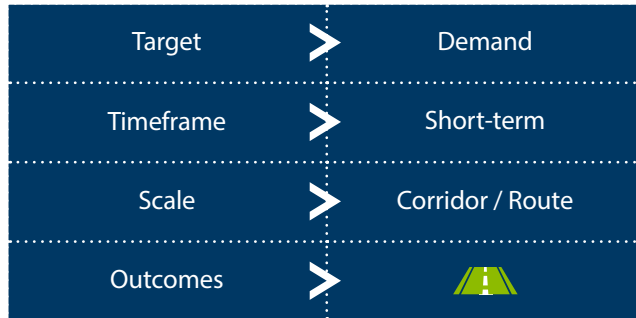 Target Demand
Timeframe Short-term
Scale Corridor / Route
Outcomes